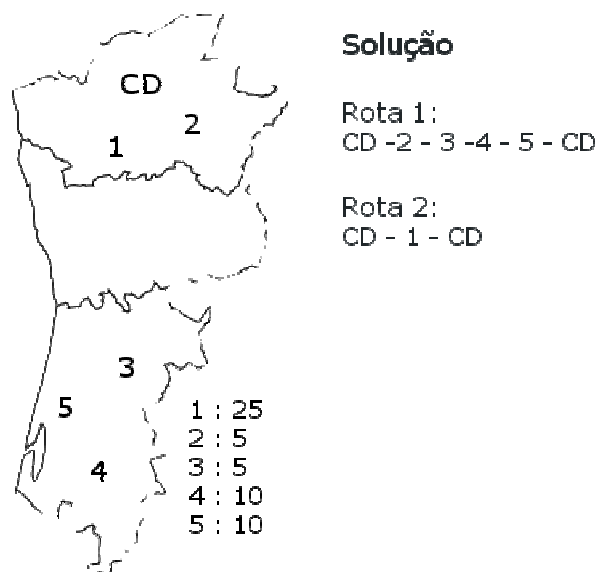 CD
2
1
3
5
4
1 : 25
2 : 5
3 : 5
4 : 10
5 : 10
Solução
Rota 1:
CD -2 - 3 -4 - 5 - CD
Rota 2:
CD - 1 - CD